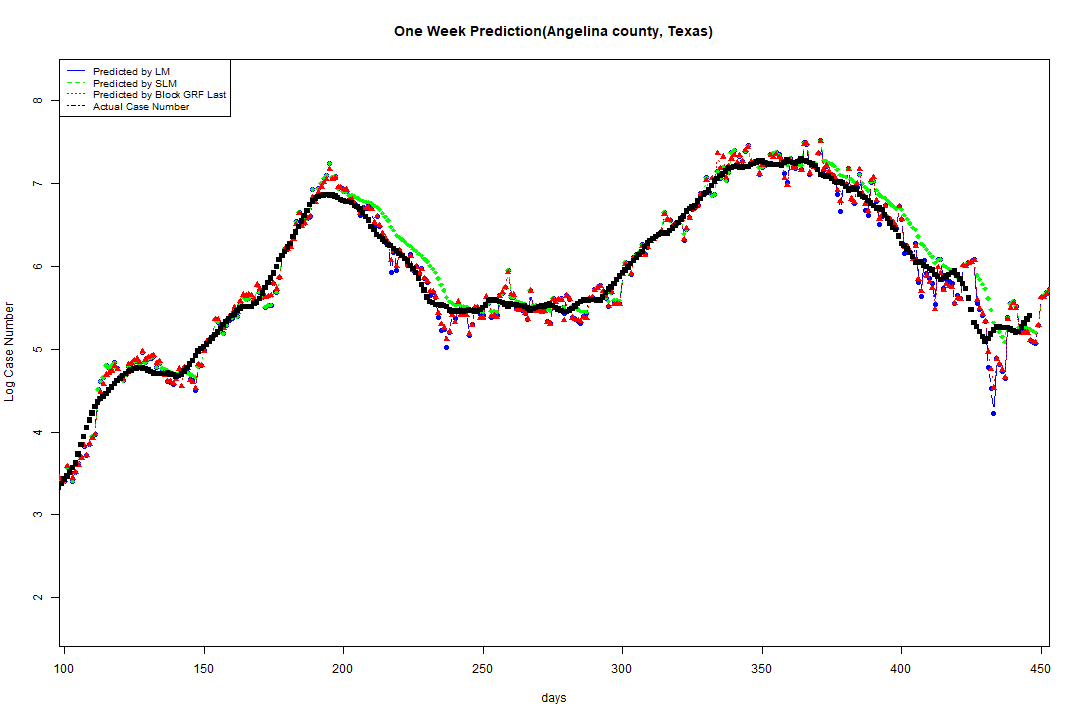 One Week Prediction(Angelina county, Texas)
Predicted by LM
Predicted by SLM
Predicted by Block GRF Last
Actual Case Number
Log Case Number
8
7
6
5
4
3
2
100 150 200 250 300 350 400 450
days